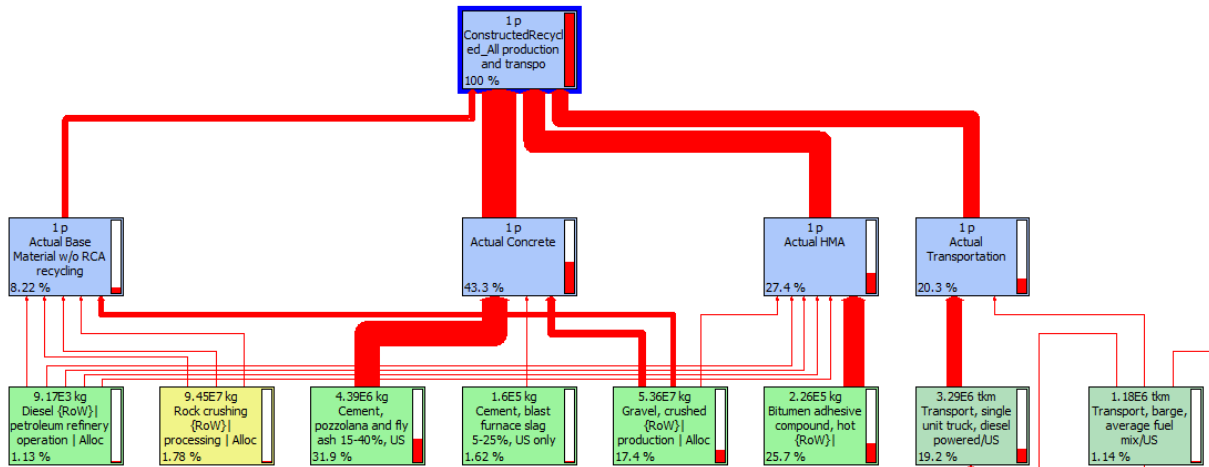 1 p
ConstructedRecycl
ed_All production
and transpo
100 %
1 p
Actual Base
Material w/o RCA
recycling
8.22 %
1 p
Actual Concrete
43.3 %
1 p
Actual HMA
27.4 %
1 p
Actual
Transportation
20.3 %
9.17E3 kg
Diesel {RoW}|
petroleum refinery
operation | Alloc
1.13 %
9.45E7 kg
Rock crushing
{RoW}|
processing | Alloc
1.78 %
4.39E6 kg
Cement,
pozzolana and fly
ash 15-40%, US
31.9 %
1.6E5 kg
Cement, blast
furnace slag
5-25%, US only
1.62 %
5.36E7 kg
Gravel, crushed
{RoW}|
production | Alloc
17.4 %
2.26E5 kg
Bitumen adhesive
compound, hot
{RoW}|
25.7 %
3.29E6 tkm
Transport, single
unit truck, diesel
powered/US
19.2 %
1.18E6 tkm
Transport, barge,
average fuel
mix/US
1.14 %